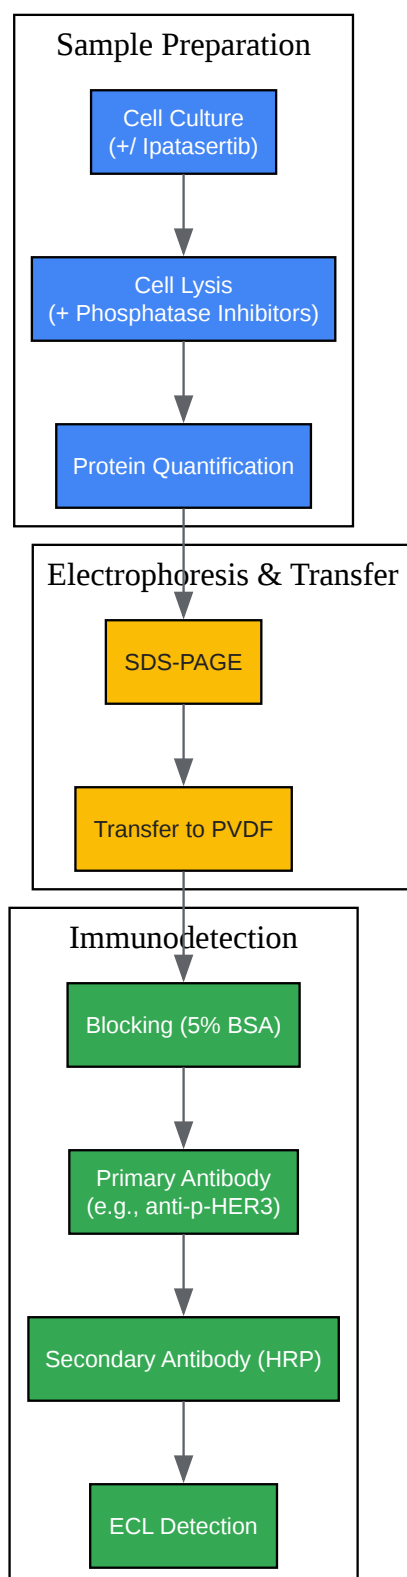 Sample Preparation
Cell Culture
(+/ Ipatasertib)
Cell Lysis
(+ Phosphatase Inhibitors)
Protein Quantification
Electrophoresis & Transfer
SDS-PAGE
Transfer to PVDF
Immunodetection
Blocking (5% BSA)
Primary Antibody
(e.g., anti-p-HER3)
Secondary Antibody (HRP)
ECL Detection